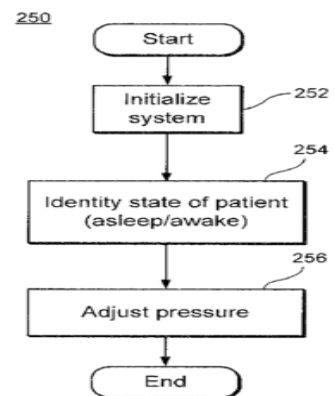 250
Start
252
Initialize
system
254
Identity state of patient
(asleep/awake)
256
Adjust pressure
End